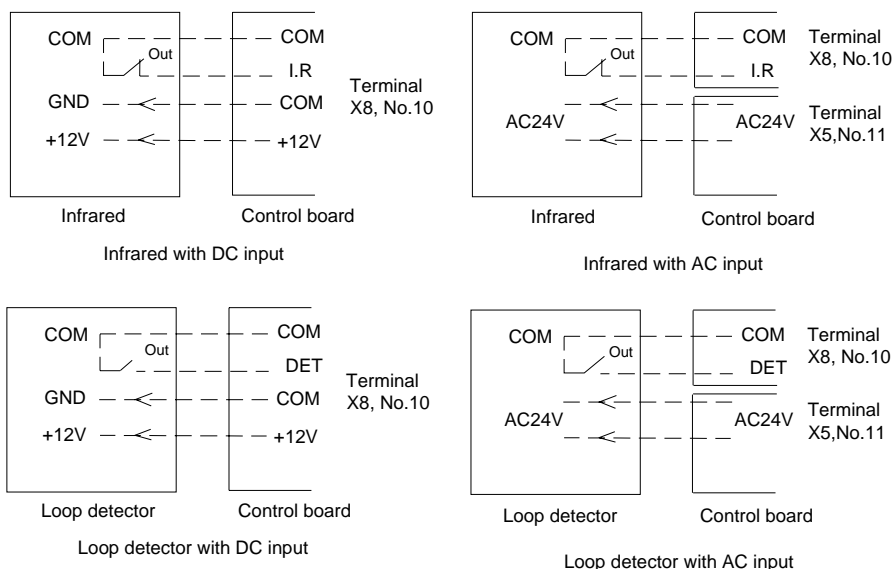 COM
Out
COM
I.R
GND
COM
+12V
+12V
Terminal
X8, No.10
Infrared
Control board
Infrared with DC input
COM
Out
COM
I.R
Terminal
X8, No.10
AC24V
AC24V
Terminal
X5,No.11
Infrared
Control board
Infrared with AC input
COM
Out
COM
DET
GND
COM
+12V
+12V
Terminal
X8, No.10
Loop detector
Control board
Loop detector with DC input
COM
Out
COM
DET
Terminal
X8, No.10
AC24V
AC24V
Terminal
X5,No.11
Loop detector
Control board
Loop detector with AC input